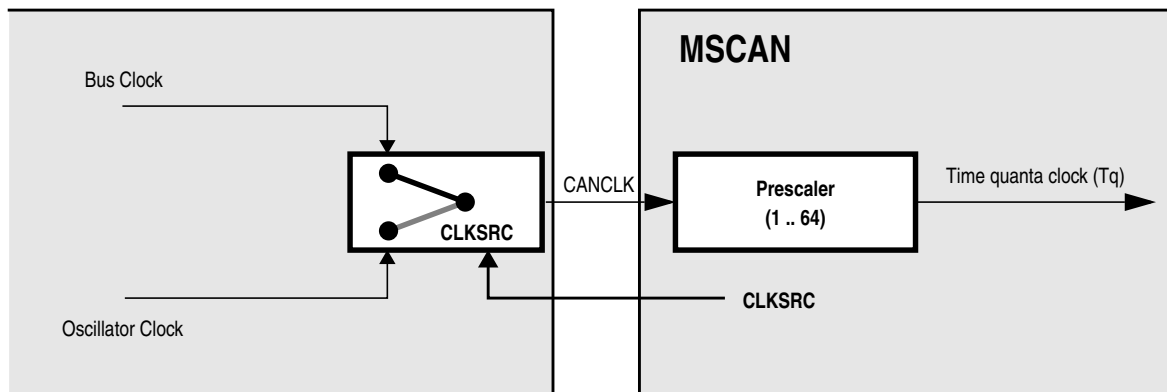 MSCAN
Bus Clock
CANCLK
Prescaler
(1 .. 64)
Time quanta clock (Tq)
CLKSRC
CLKSRC
Oscillator Clock